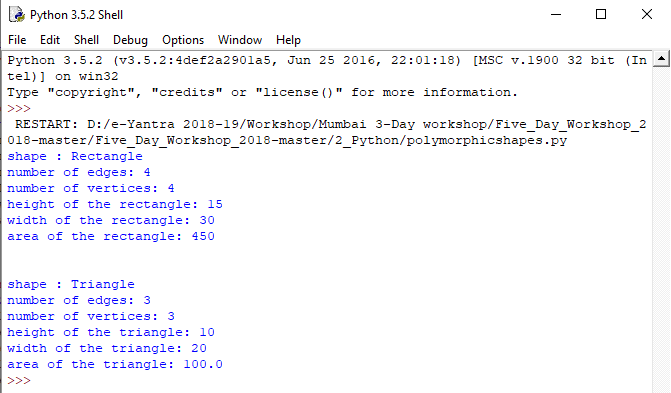 Python 3.5.2 Shell
File Edit Shell Debug Options Window Help
Python 3.5.2 (v3.5.2:4def2a2901a5, Jun 25 2016, 22:01:18) [MSC v.1900 32 bit (In
tel)] on win32
Type "copyright", "credits" or "license()" for more information.
>>>
RESTART: D:/e-Yantra 2018-19/Workshop/Mumbai 3-Day workshop/Five_Day_Workshop_2
018-master/Five_Day_Workshop_2018-master/2_Python/polymorphicshapes.py
shape : Rectangle
number of edges: 4
number of vertices: 4
height of the rectangle: 15
width of the rectangle: 30
area of the rectangle: 450
shape : Triangle
number of edges: 3
number of vertices: 3
height of the triangle: 10
width of the triangle: 20
area of the triangle: 100.0
>>>